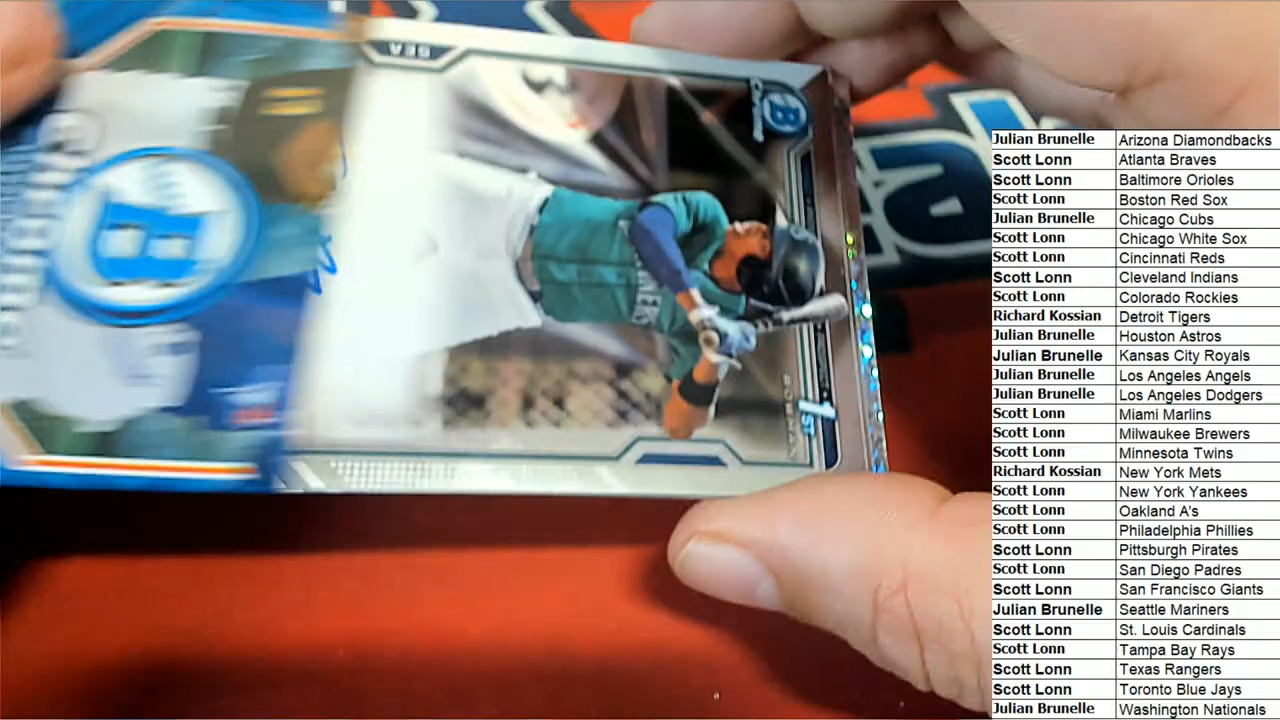 SEA
B
Chrome
B
BOWMAN
1ST
Julian Brunelle Arizona Diamondbacks
Scott Lonn Atlanta Braves
Scott Lonn Baltimore Orioles
Scott Lonn Boston Red Sox
Julian Brunelle Chicago Cubs
Scott Lonn Chicago White Sox
Scott Lonn Cincinnati Reds
Scott Lonn Cleveland Indians
Scott Lonn Colorado Rockies
Richard Kossian Detroit Tigers
Julian Brunelle Houston Astros
Julian Brunelle Kansas City Royals
Julian Brunelle Los Angeles Angels
Julian Brunelle Los Angeles Dodgers
Scott Lonn Miami Marlins
Scott Lonn Milwaukee Brewers
Scott Lonn Minnesota Twins
Richard Kossian New York Mets
Scott Lonn New York Yankees
Scott Lonn Oakland A's
Scott Lonn Philadelphia Phillies
Scott Lonn Pittsburgh Pirates
Scott Lonn San Diego Padres
Scott Lonn San Francisco Giants
Julian Brunelle Seattle Mariners
Scott Lonn St. Louis Cardinals
Scott Lonn Tampa Bay Rays
Scott Lonn Texas Rangers
Scott Lonn Toronto Blue Jays
Julian Brunelle Washington Nationals